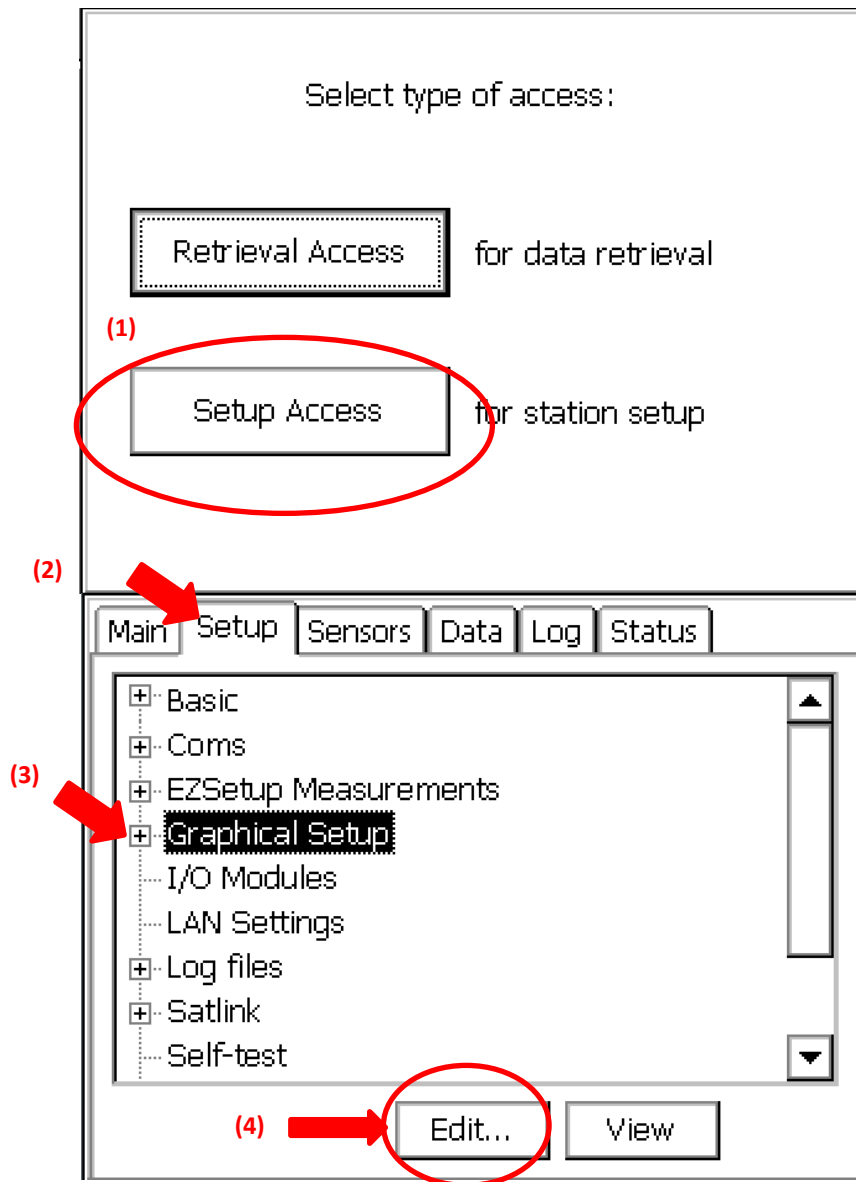 Select type of access:
Retrieval Access for data retrieval
(1)
Setup Access for station setup
(2)
Main Setup Sensors Data Log Status
Basic
Coms
(3)
EZSetup Measurements
Graphical Setup
I/O Modules
LAN Settings
Log files
Satlink
Self-test
(4) Edit... View